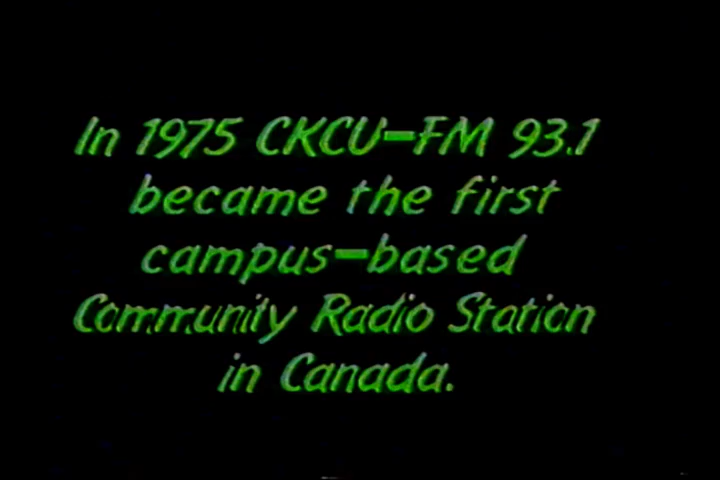 In 1975 CKCU-FM 93.1
became the first
campus-based
Community Radio Station
in Canada.